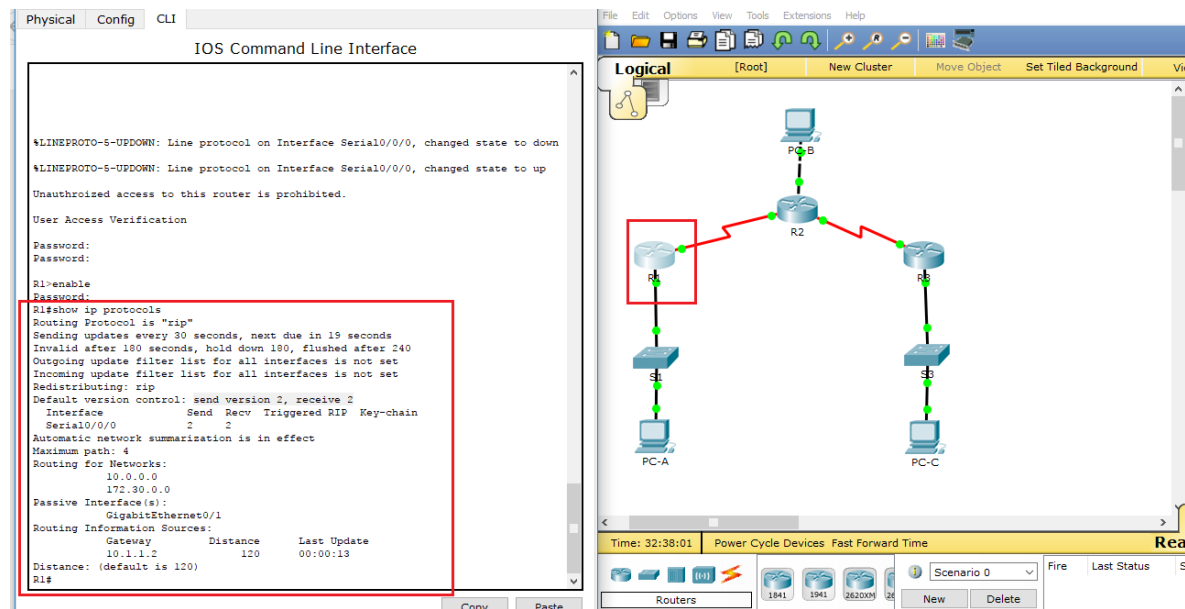 Physical Config CLI
IOS Command Line Interface
%LINEPROTO-5-UPDOWN: Line protocol on Interface Serial0/0/0, changed state to down
%LINEPROTO-5-UPDOWN: Line protocol on Interface Serial0/0/0, changed state to up
Unauthroized access to this router is prohibited.
User Access Verification
Password:
Password:
R1>enable
Password:
R1#show ip protocols
Routing Protocol is "rip"
Sending updates every 30 seconds, next due in 19 seconds
Invalid after 180 seconds, hold down 180, flushed after 240
Outgoing update filter list for all interfaces is not set
Incoming update filter list for all interfaces is not set
Redistributing: rip
Default version control: send version 2, receive 2
Interface Send Recv Triggered RIP Key-chain
Serial0/0/0 2 2
Automatic network summarization is in effect
Maximum path: 4
Routing for Networks:
10.0.0.0
172.30.0.0
Passive Interface(s):
GigabitEthernet0/1
Routing Information Sources:
Gateway Distance Last Update
10.1.1.2 120 00:00:13
Distance: (default is 120)
R1#
Copy Paste
File Edit Options View Tools Extensions Help
Logical [Root] New Cluster Move Object Set Tiled Background
PC-B
R2
R1
R3
S1
S3
PC-A
PC-C
Time: 32:38:01 Power Cycle Devices Fast Forward Time
Routers
1841 1941 2620XM
Scenario 0
New Delete
Fire Last Status